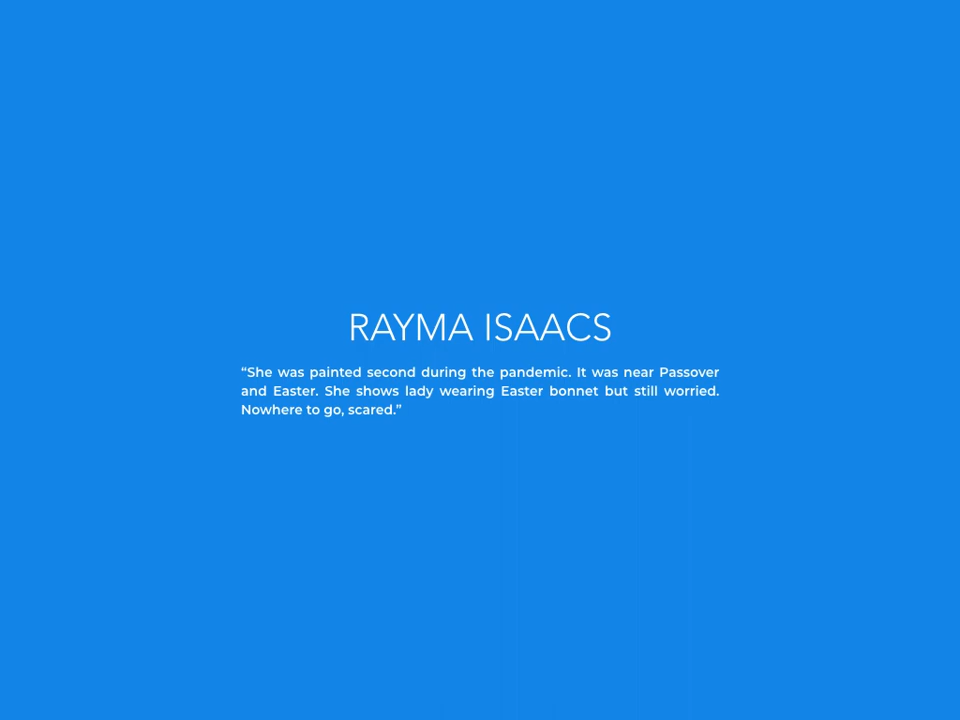 RAYMA ISAACS
“She was painted second during the pandemic. It was near Passover
and Easter. She shows lady wearing Easter bonnet but still worried.
Nowhere to go, scared.”